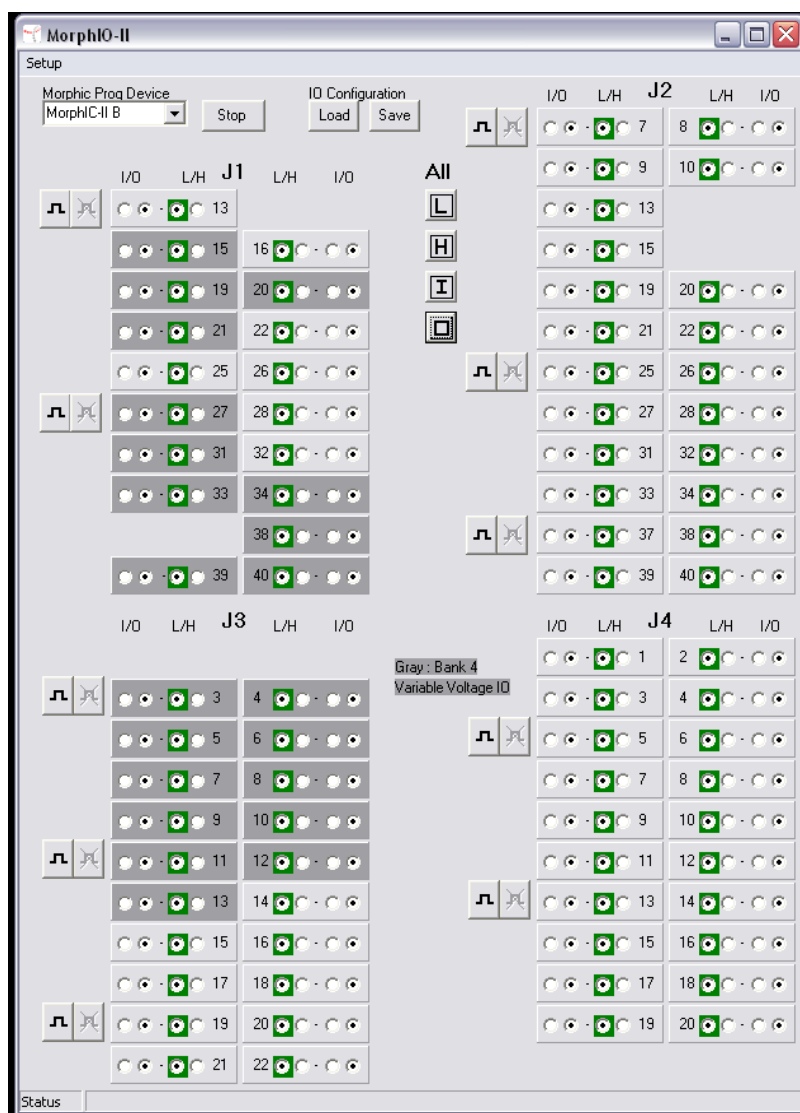 MorphIO-II
Setup
Morphic Prog Device
MorphIC-II B
Stop
IO Configuration
Load Save
I/O L/H J1 L/H I/O
13
15 16
19 20
21 22
25 26
27 28
31 32
33 34
38
39 40
All
L
H
I
O
I/O L/H J2 L/H I/O
7 8
9 10
13
15
19 20
21 22
25 26
27 28
31 32
33 34
37 38
39 40
I/O L/H J3 L/H I/O
3 4
5 6
7 8
9 10
11 12
13 14
15 16
17 18
19 20
21 22
Gray : Bank 4
Variable Voltage IO
I/O L/H J4 L/H I/O
1 2
3 4
5 6
7 8
9 10
11 12
13 14
15 16
17 18
19 20
Status